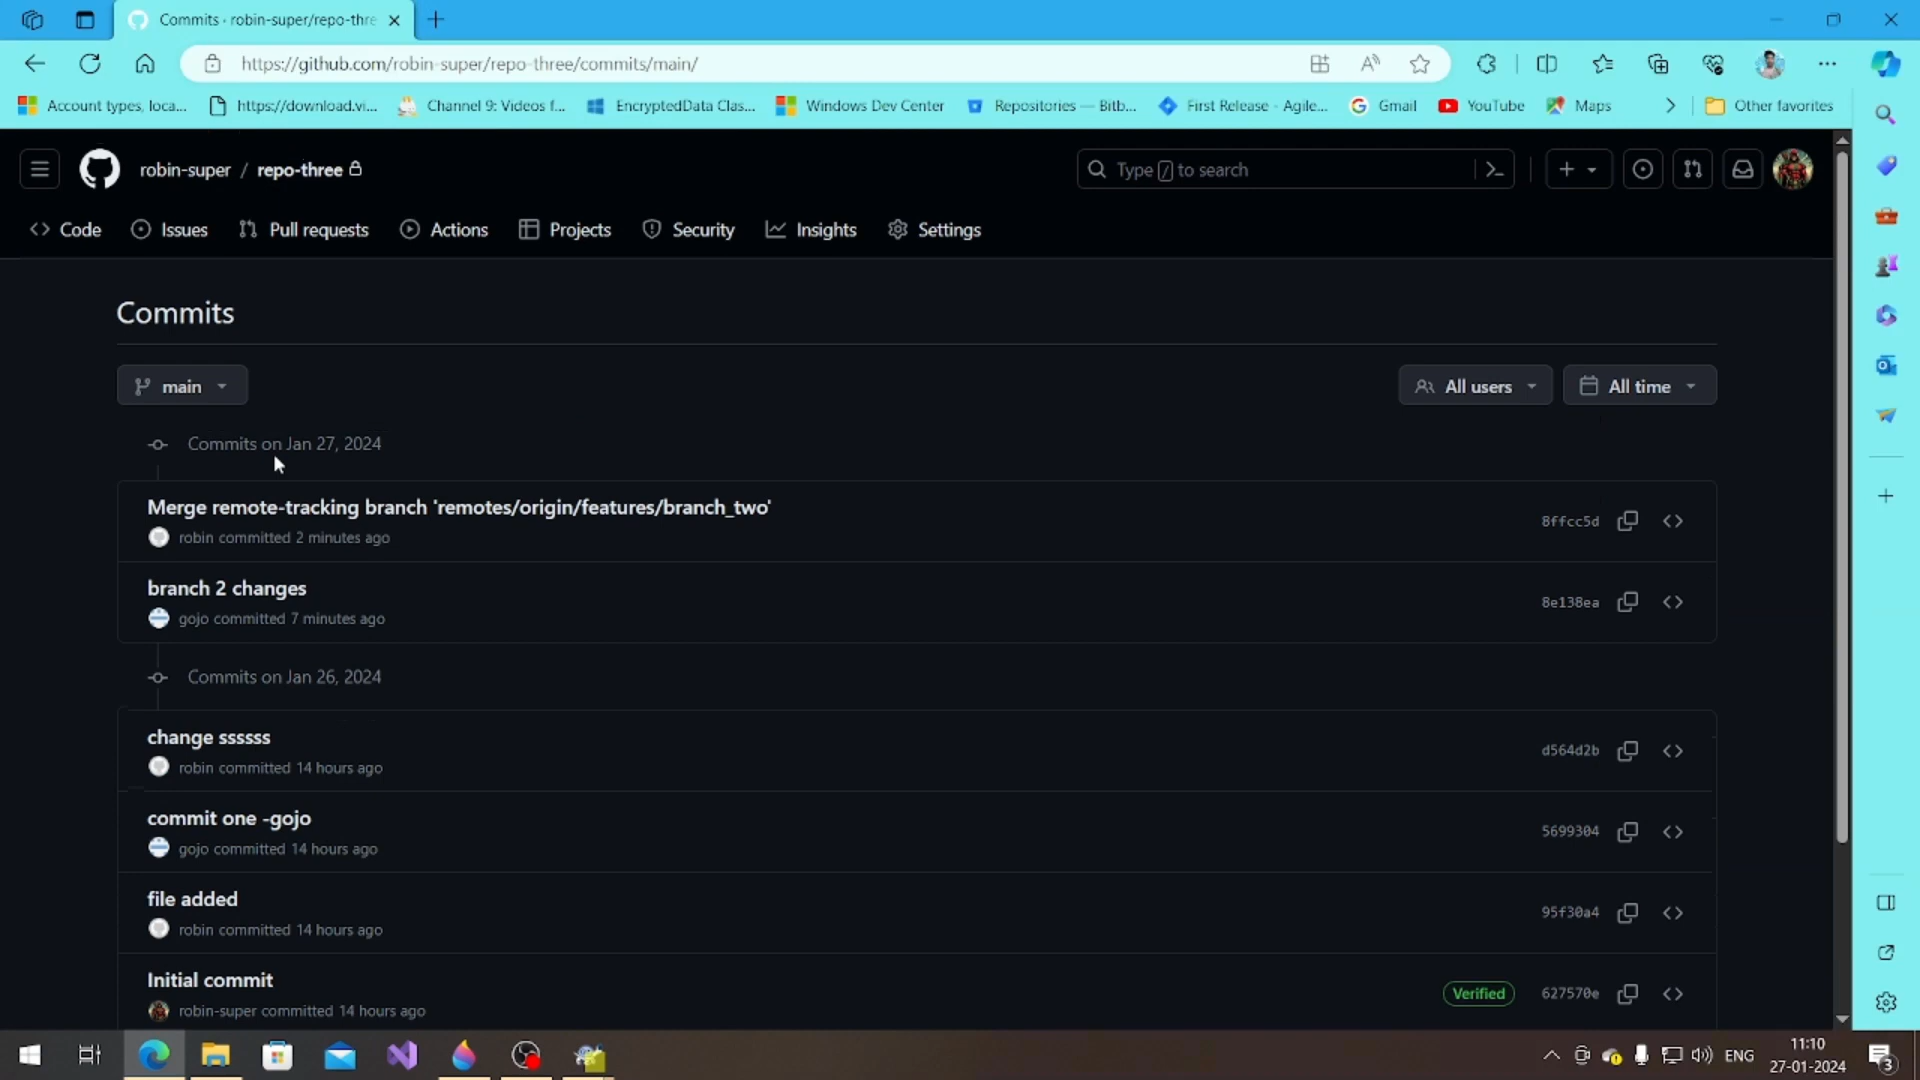 Commits · robin-super/repo-thre
https://github.com/robin-super/repo-three/commits/main/
Account types, loca...
https://download.vi...
Channel 9: Videos f...
EncryptedData Clas...
Windows Dev Center
Repositories — Bitb...
First Release - Agile...
Gmail
YouTube
Maps
Other favorites
robin-super / repo-three
Type / to search
Code
Issues
Pull requests
Actions
Projects
Security
Insights
Settings
Commits
main
All users
All time
Commits on Jan 27, 2024
Merge remote-tracking branch 'remotes/origin/features/branch_two'
robin committed 2 minutes ago
8ffcc5d
branch 2 changes
gojo committed 7 minutes ago
8e138ea
Commits on Jan 26, 2024
change ssssss
robin committed 14 hours ago
d564d2b
commit one -gojo
gojo committed 14 hours ago
5699304
file added
robin committed 14 hours ago
95f30a4
Initial commit
robin-super committed 14 hours ago
Verified
627570e
ENG
11:10
27-01-2024
3